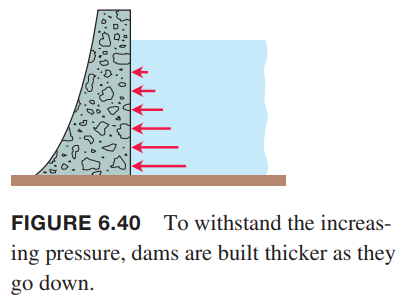 FIGURE 6.40 To withstand the increas-
ing pressure, dams are built thicker as they
go down.